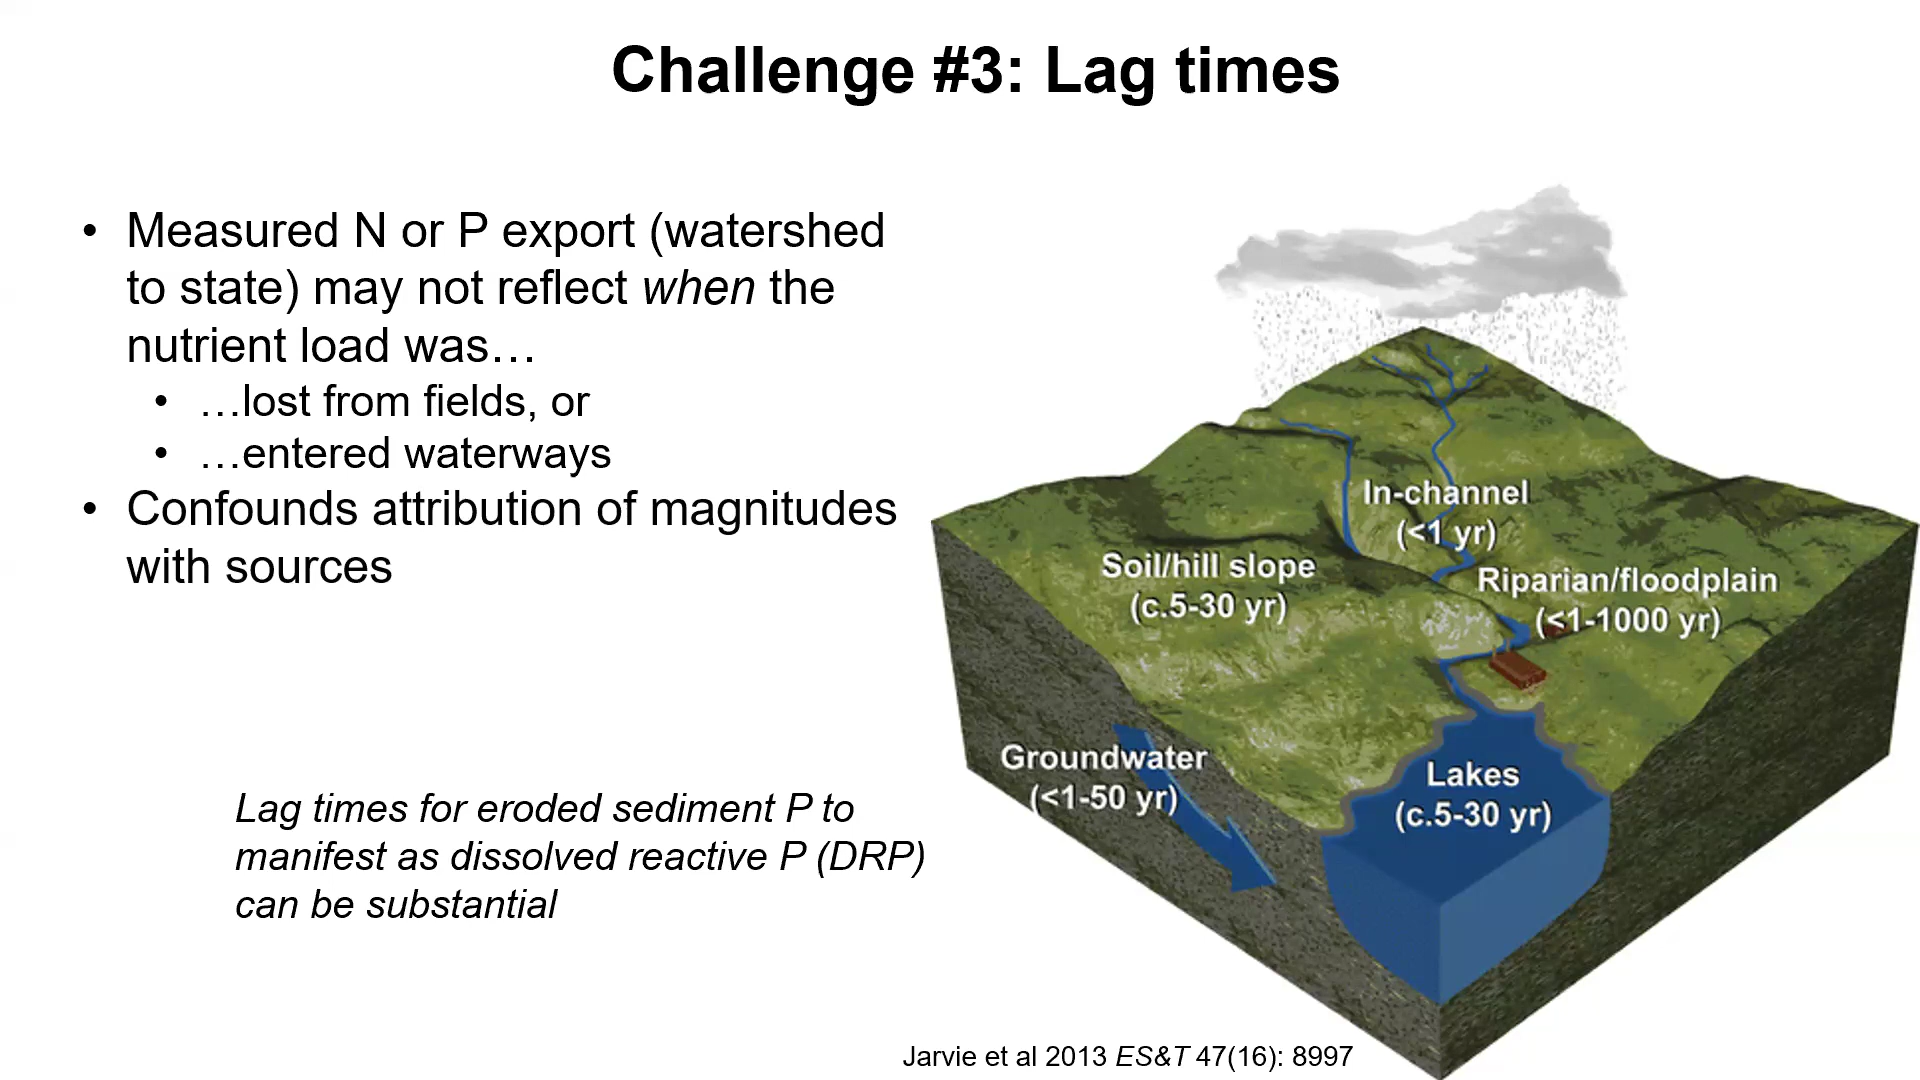 Challenge #3: Lag times
• Measured N or P export (watershed
to state) may not reflect when the
nutrient load was…
• …lost from fields, or
• …entered waterways
• Confounds attribution of magnitudes
with sources
Lag times for eroded sediment P to
manifest as dissolved reactive P (DRP)
can be substantial
In-channel
(<1 yr)
Soil/hill slope
(c.5-30 yr)
Riparian/floodplain
(<1-1000 yr)
Groundwater
(<1-50 yr)
Lakes
(c.5-30 yr)
Jarvie et al 2013 ES&T 47(16): 8997